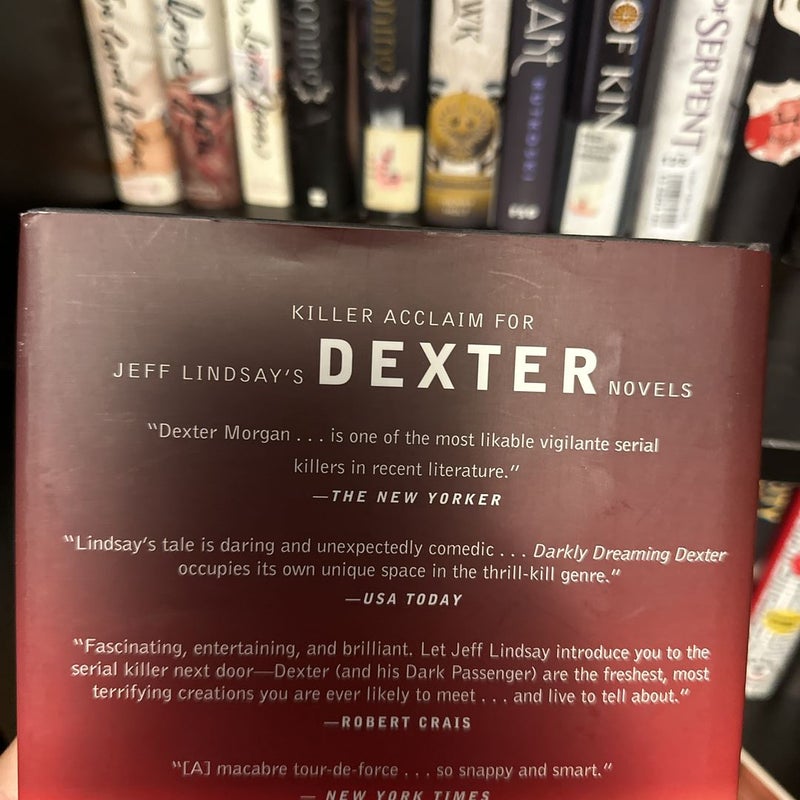 OF KIN
SERPENT
RUTKOSKI
KILLER ACCLAIM FOR
JEFF LINDSAY'S DEXTER NOVELS
“Dexter Morgan . . . is one of the most likable vigilante serial
killers in recent literature.”
—THE NEW YORKER
“Lindsay's tale is daring and unexpectedly comedic . . . Darkly Dreaming Dexter
occupies its own unique space in the thrill-kill genre.”
—USA TODAY
“Fascinating, entertaining, and brilliant. Let Jeff Lindsay introduce you to the
serial killer next door—Dexter (and his Dark Passenger) are the freshest, most
terrifying creations you are ever likely to meet . . . and live to tell about.”
—ROBERT CRAIS
“[A] macabre tour-de-force . . . so snappy and smart.”
— NEW YORK TIMES